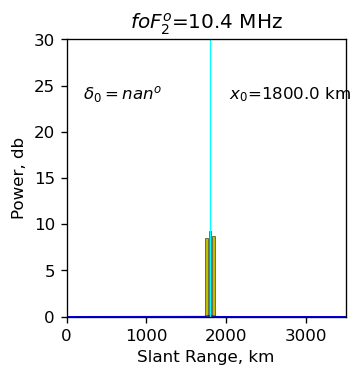 foF₂ᵒ=10.4 MHz
30
25
δ₀ = nanᵒ x₀=1800.0 km
20
15
10
5
0
Power, db
0 1000 2000 3000
Slant Range, km